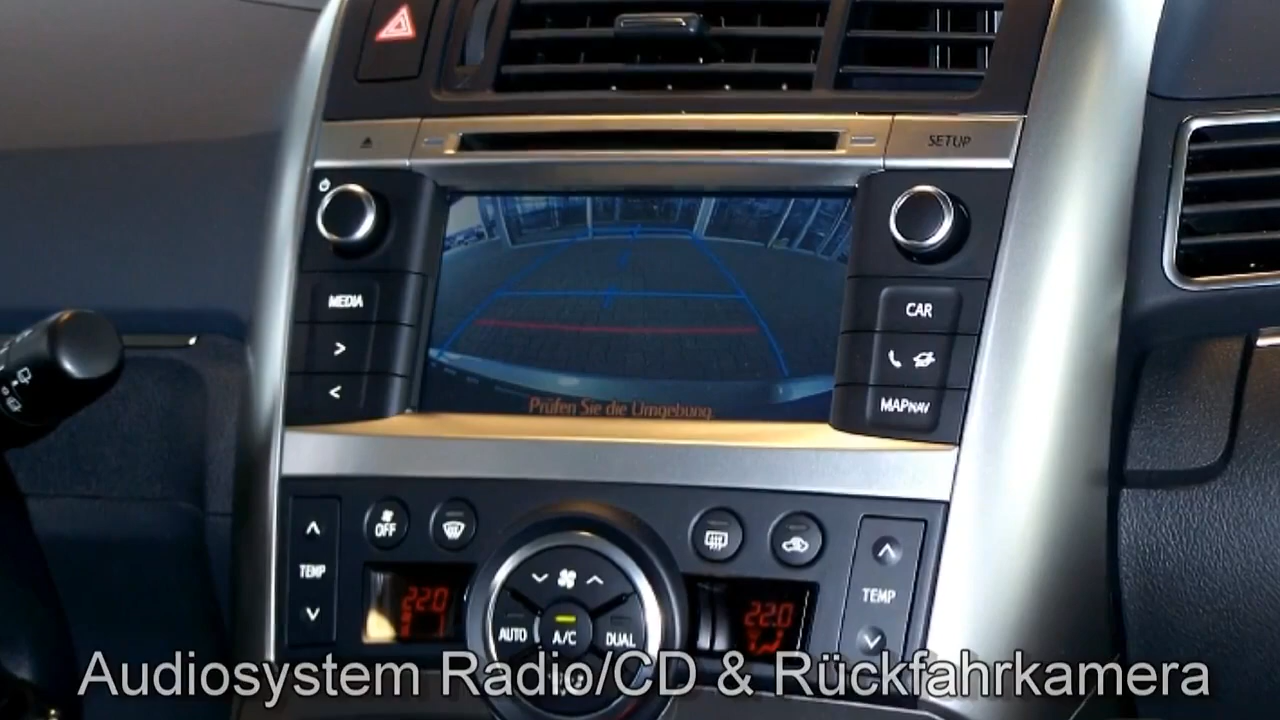 SETUP
MEDIA
>
<
CAR
MAPNAV
Prüfen Sie die Umgebung.
OFF
TEMP
22.0
AUTO
A/C
DUAL
22.0
TEMP
Audiosystem Radio/CD & Rückfahrkamera